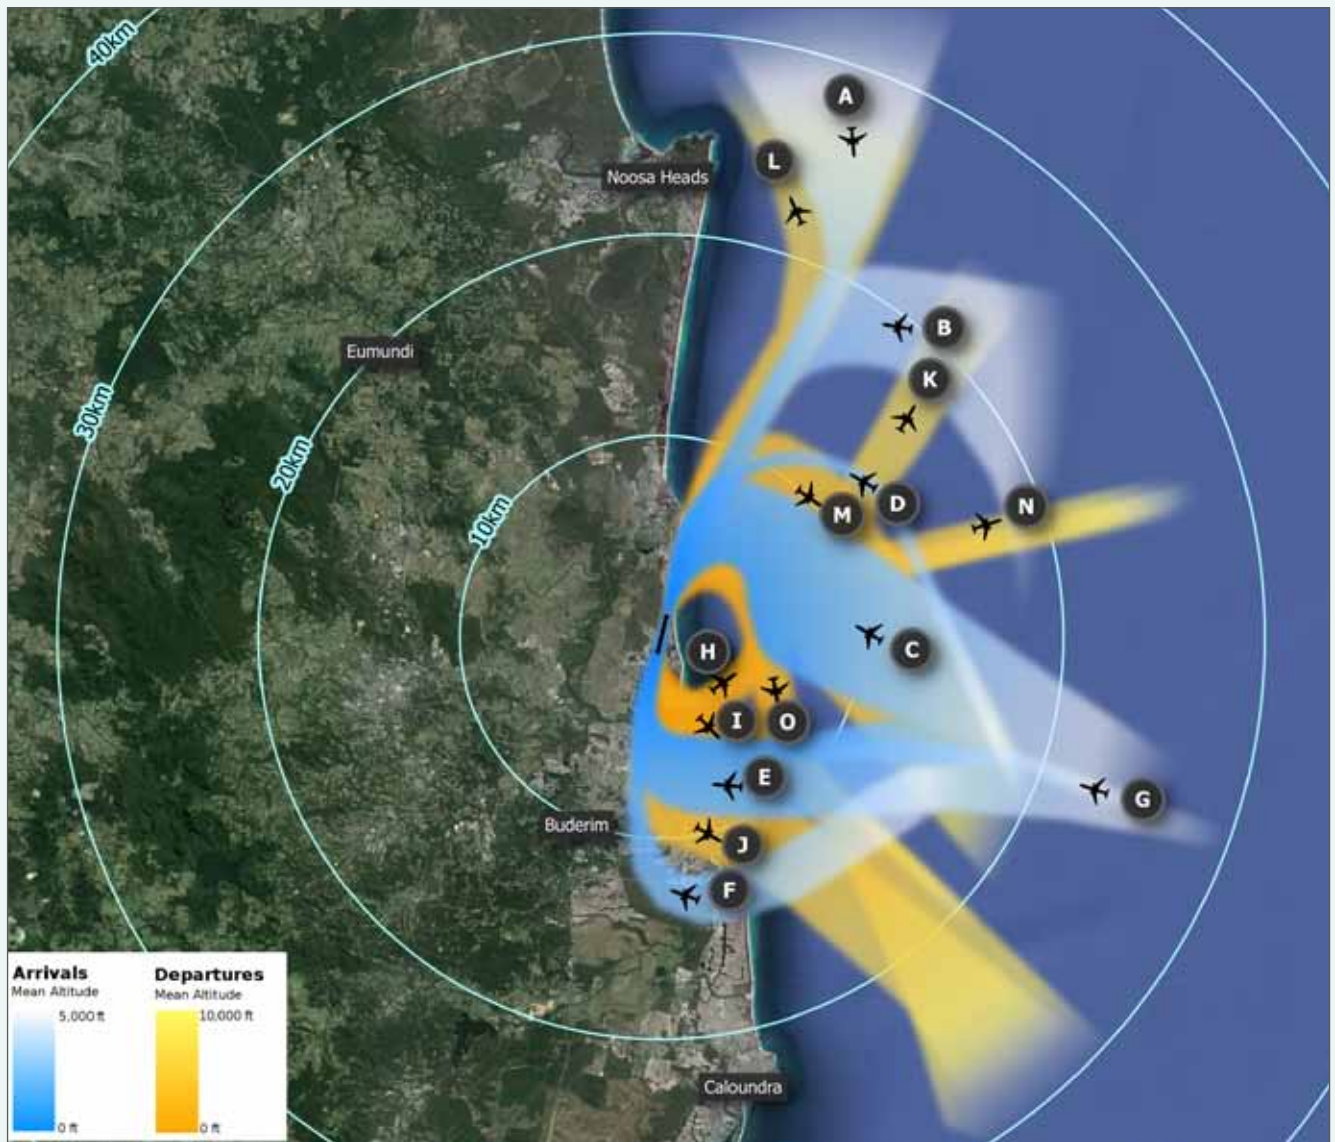 40km
A
L
Noosa Heads
B
Eumundi
K
30km
20km
10km
M
D
N
H
C
I
O
E
G
Buderim
J
F
Arrivals
Mean Altitude
5,000 ft
0 ft
Departures
Mean Altitude
10,000 ft
0 ft
Caloundra